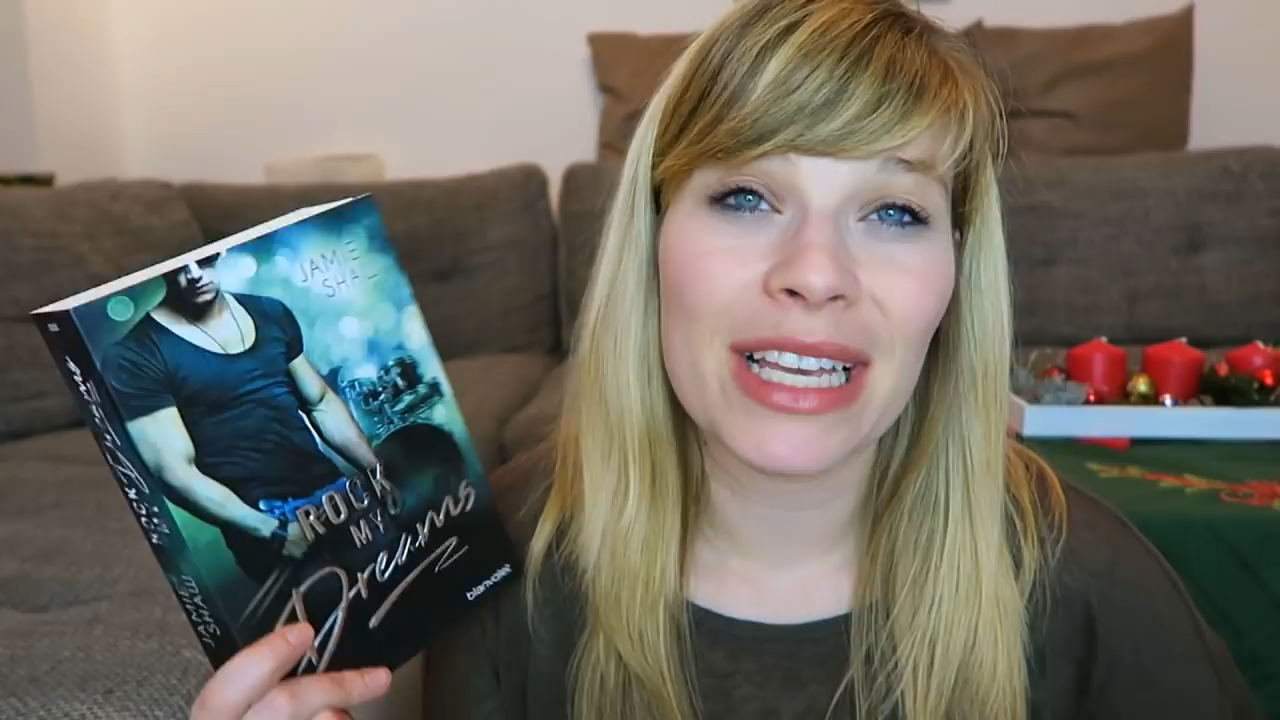 JAMIE
SHAW
ROCK
MY
Dreams
blanvalet
JAMIE SHAW
ROCK MY Dreams